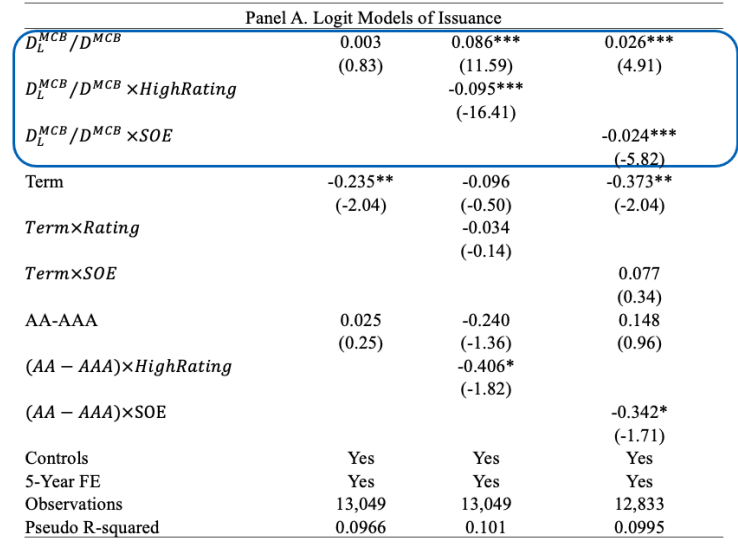 Panel A. Logit Models of Issuance
D_L^{MCB}/D^{MCB} 0.003 0.086*** 0.026***
(0.83) (11.59) (4.91)
D_L^{MCB}/D^{MCB} ×HighRating -0.095***
(-16.41)
D_L^{MCB}/D^{MCB} ×SOE -0.024***
(-5.82)
Term -0.235** -0.096 -0.373**
(-2.04) (-0.50) (-2.04)
Term×Rating -0.034
(-0.14)
Term×SOE 0.077
(0.34)
AA-AAA 0.025 -0.240 0.148
(0.25) (-1.36) (0.96)
(AA − AAA)×HighRating -0.406*
(-1.82)
(AA − AAA)×SOE -0.342*
(-1.71)
Controls Yes Yes Yes
5-Year FE Yes Yes Yes
Observations 13,049 13,049 12,833
Pseudo R-squared 0.0966 0.101 0.0995